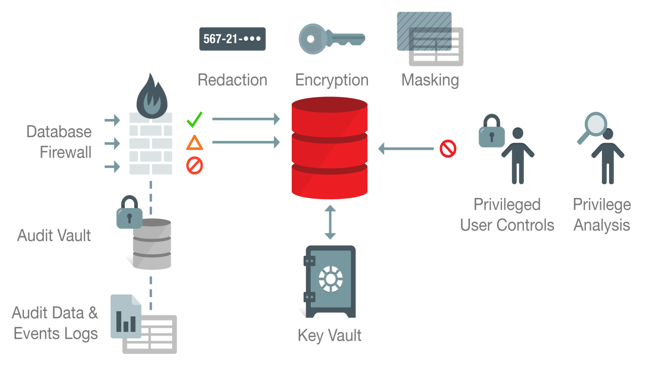 567-21-•••
Redaction
Encryption
Masking
Database
Firewall
Privileged
User Controls
Privilege
Analysis
Audit Vault
Audit Data &
Events Logs
Key Vault